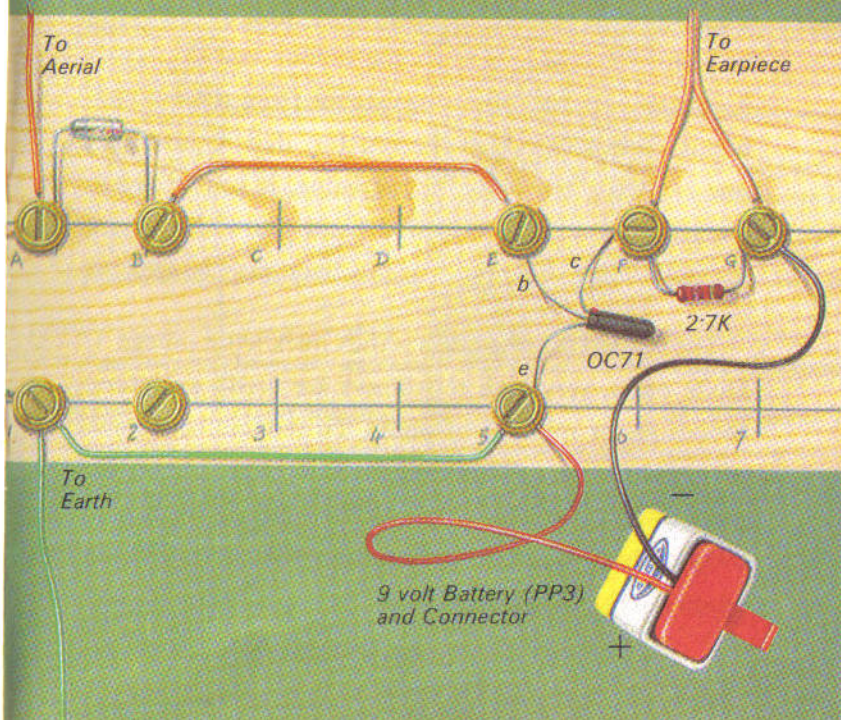 To
Aerial
To
Earpiece
A
B
C
D
E
F
G
b
c
2·7K
OC71
e
1
2
3
4
5
6
7
To
Earth
−
9 volt Battery (PP3)
and Connector
+